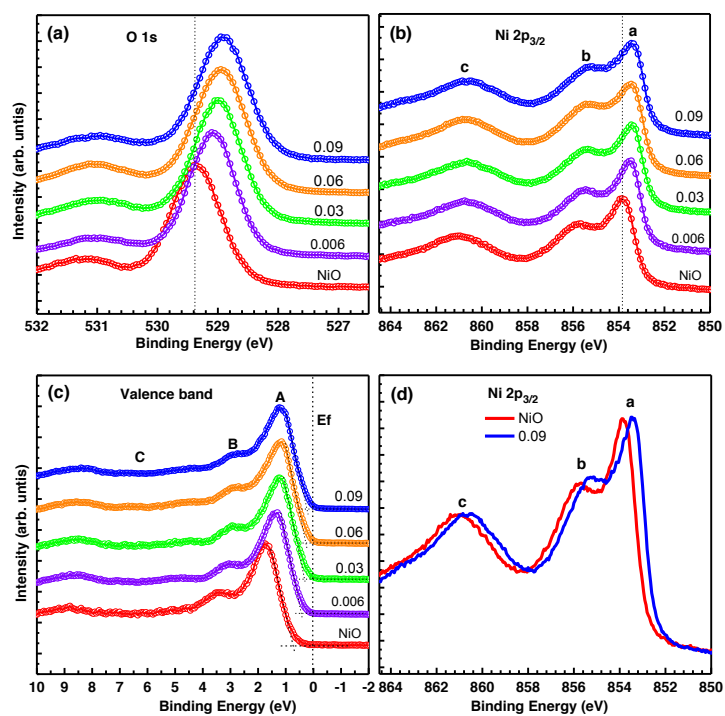 (a)
O 1s
0.09
0.06
0.03
0.006
NiO
Intensity (arb. untis)
532 531 530 529 528 527
Binding Energy (eV)
(b)
Ni 2p3/2
a
b
c
0.09
0.06
0.03
0.006
NiO
Intensity (arb. untis)
864 862 860 858 856 854 852 850
Binding Energy (eV)
(c)
Valence band
A
Ef
B
C
0.09
0.06
0.03
0.006
NiO
Intensity (arb. untis)
10 9 8 7 6 5 4 3 2 1 0 -1 -2
Binding Energy (eV)
(d)
Ni 2p3/2
NiO
0.09
a
b
c
864 862 860 858 856 854 852 850
Binding Energy (eV)